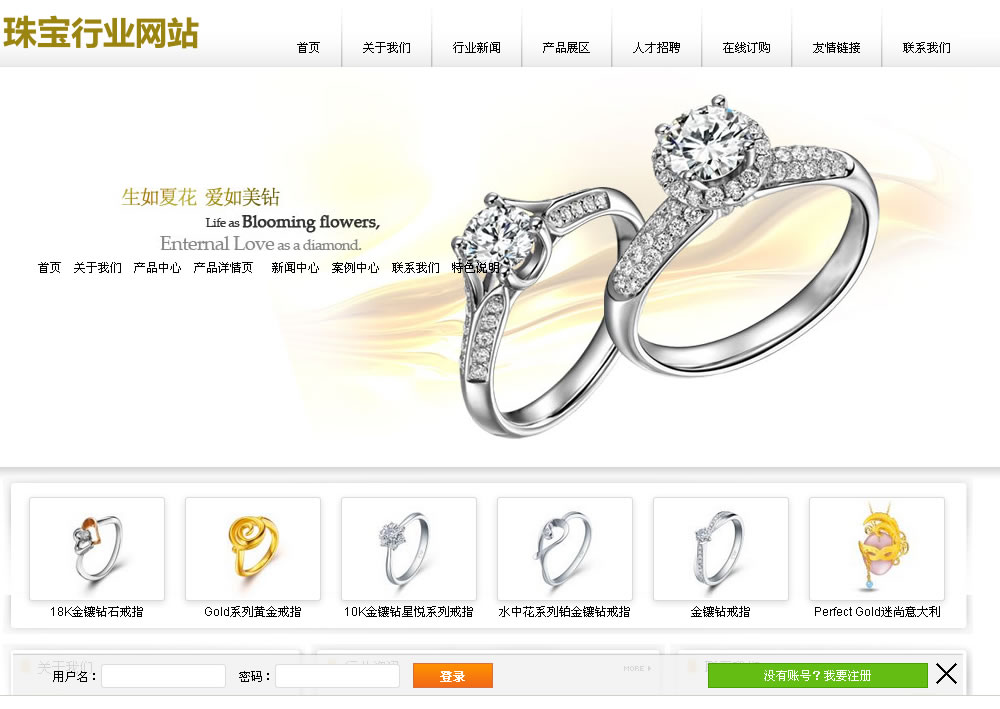 珠宝行业网站
首页 关于我们 行业新闻 产品展区 人才招聘 在线订购 友情链接 联系我们
生如夏花 爱如美钻
Life as Blooming flowers,
Enternal Love as a diamond.
首页 关于我们 产品中心 产品详情页 新闻中心 案例中心 联系我们 特色说明
18K金镶钻石戒指 Gold系列黄金戒指 10K金镶钻星悦系列戒指 水中花系列铂金镶钻戒指 金镶钻戒指 Perfect Gold迷尚意大利
关于我们 MORE
用户名： 密码： 登录 没有账号？我要注册